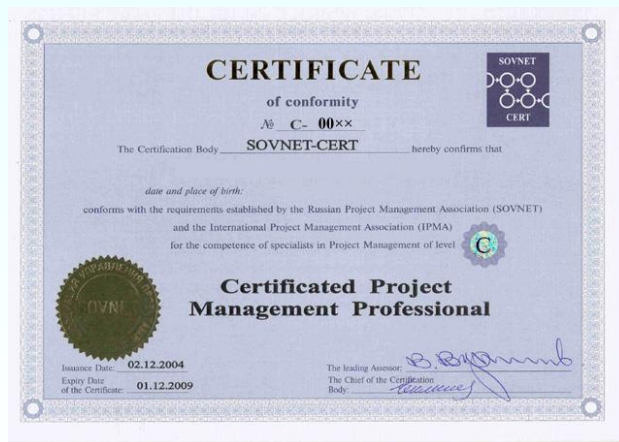 CERTIFICATE
SOVNET
CERT
of conformity
№ C- 00××
The Certification Body SOVNET-CERT hereby confirms that
date and place of birth:
conforms with the requirements established by the Russian Project Management Association (SOVNET)
and the International Project Management Association (IPMA)
for the competence of specialists in Project Management of level C
Certificated Project
Management Professional
Issuance Date: 02.12.2004
Expiry Date
of the Certificate: 01.12.2009
The leading Assessor:
The Chief of the Certification
Body: